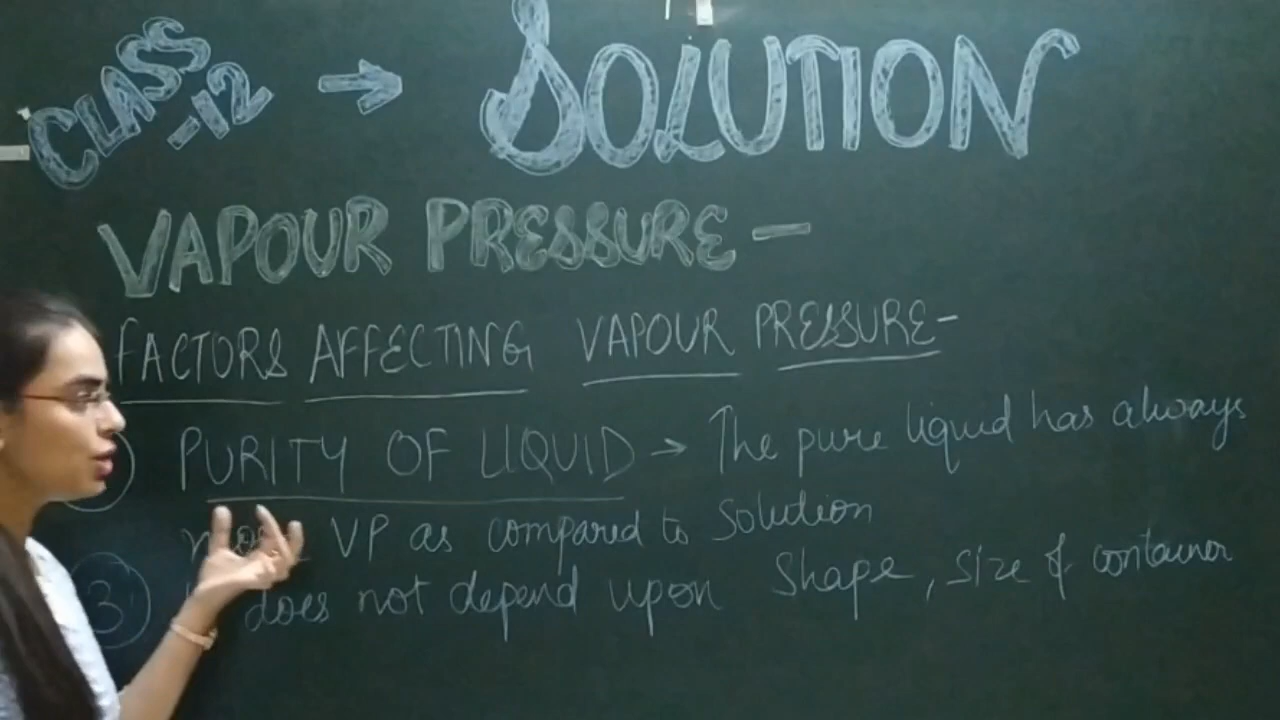 CLASS -12 → SOLUTION
VAPOUR PRESSURE -
FACTORS AFFECTING VAPOUR PRESSURE -
PURITY OF LIQUID → The pure liquid has always
VP as compared to Solution
3 does not depend upon Shape, size of container